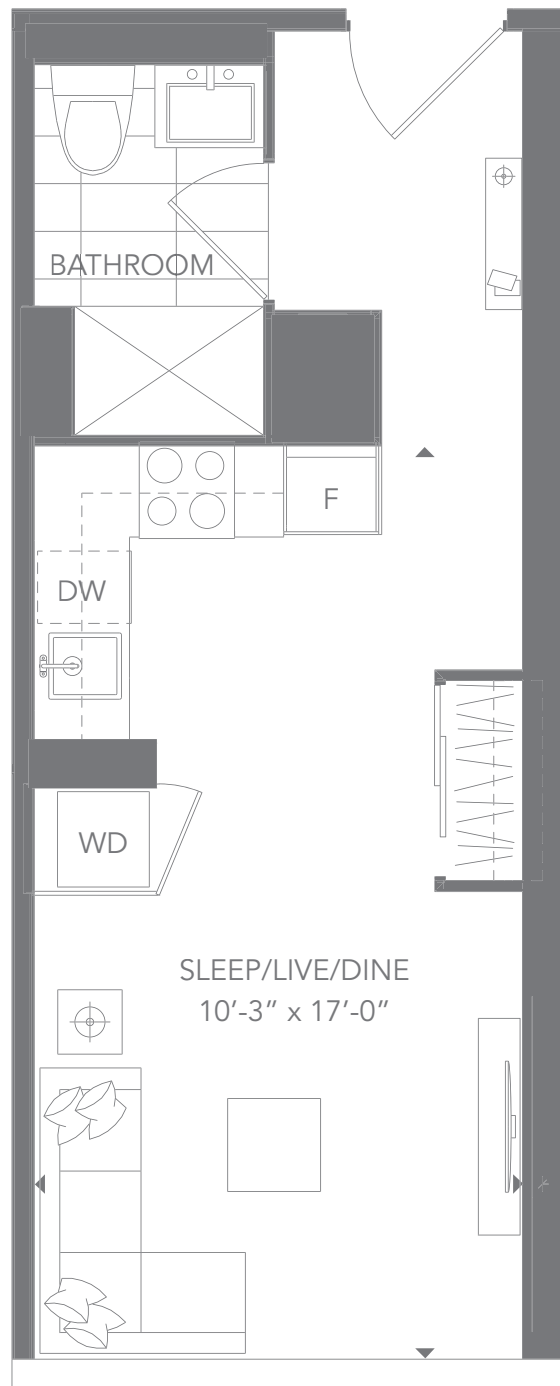 BATHROOM
F
DW
WD
SLEEP/LIVE/DINE
10’-3” x 17’-0”